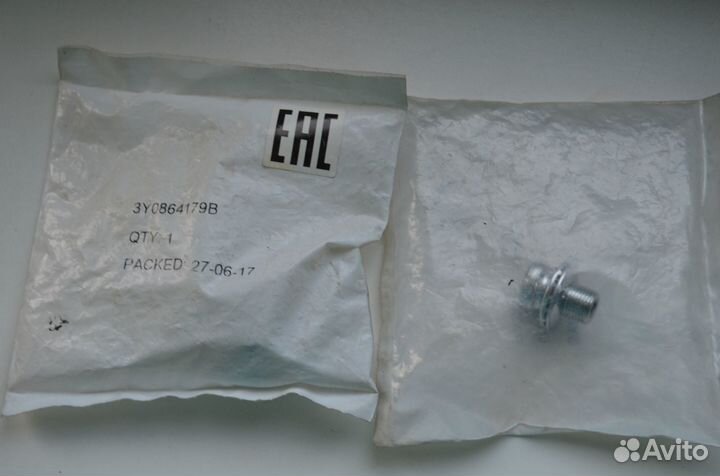 EAC
3Y0864179B
QTY: 1
PACKED: 27-06-17
Avito